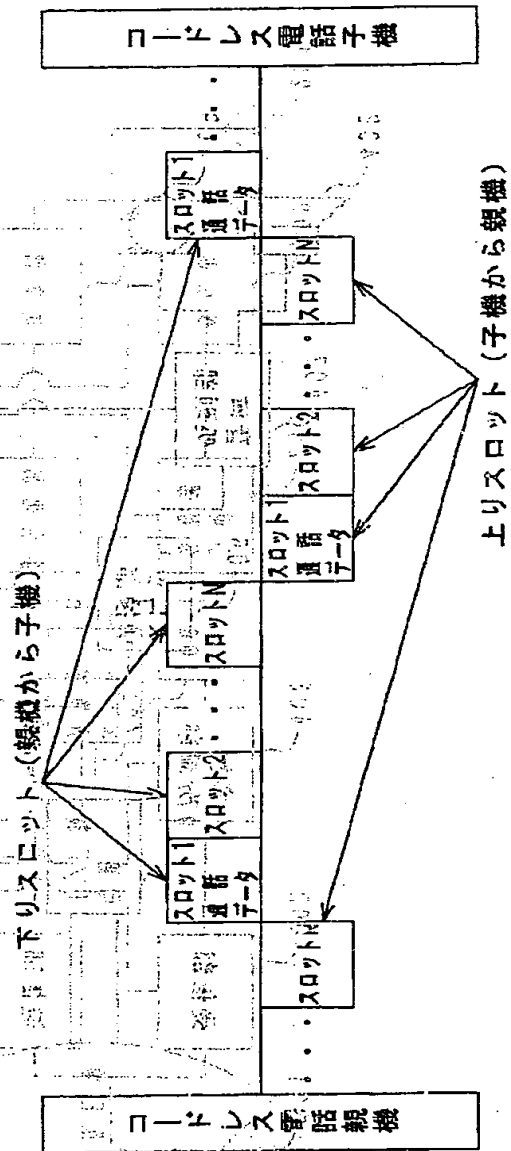 コードレス電話親機
下りスロット (親機から子機)
スロットN
スロット1
通話
データ
スロット2
スロットN
スロット1
通話
データ
スロット2
スロットN
スロット1
通話
データ
上りスロット (子機から親機)
コードレス電話子機